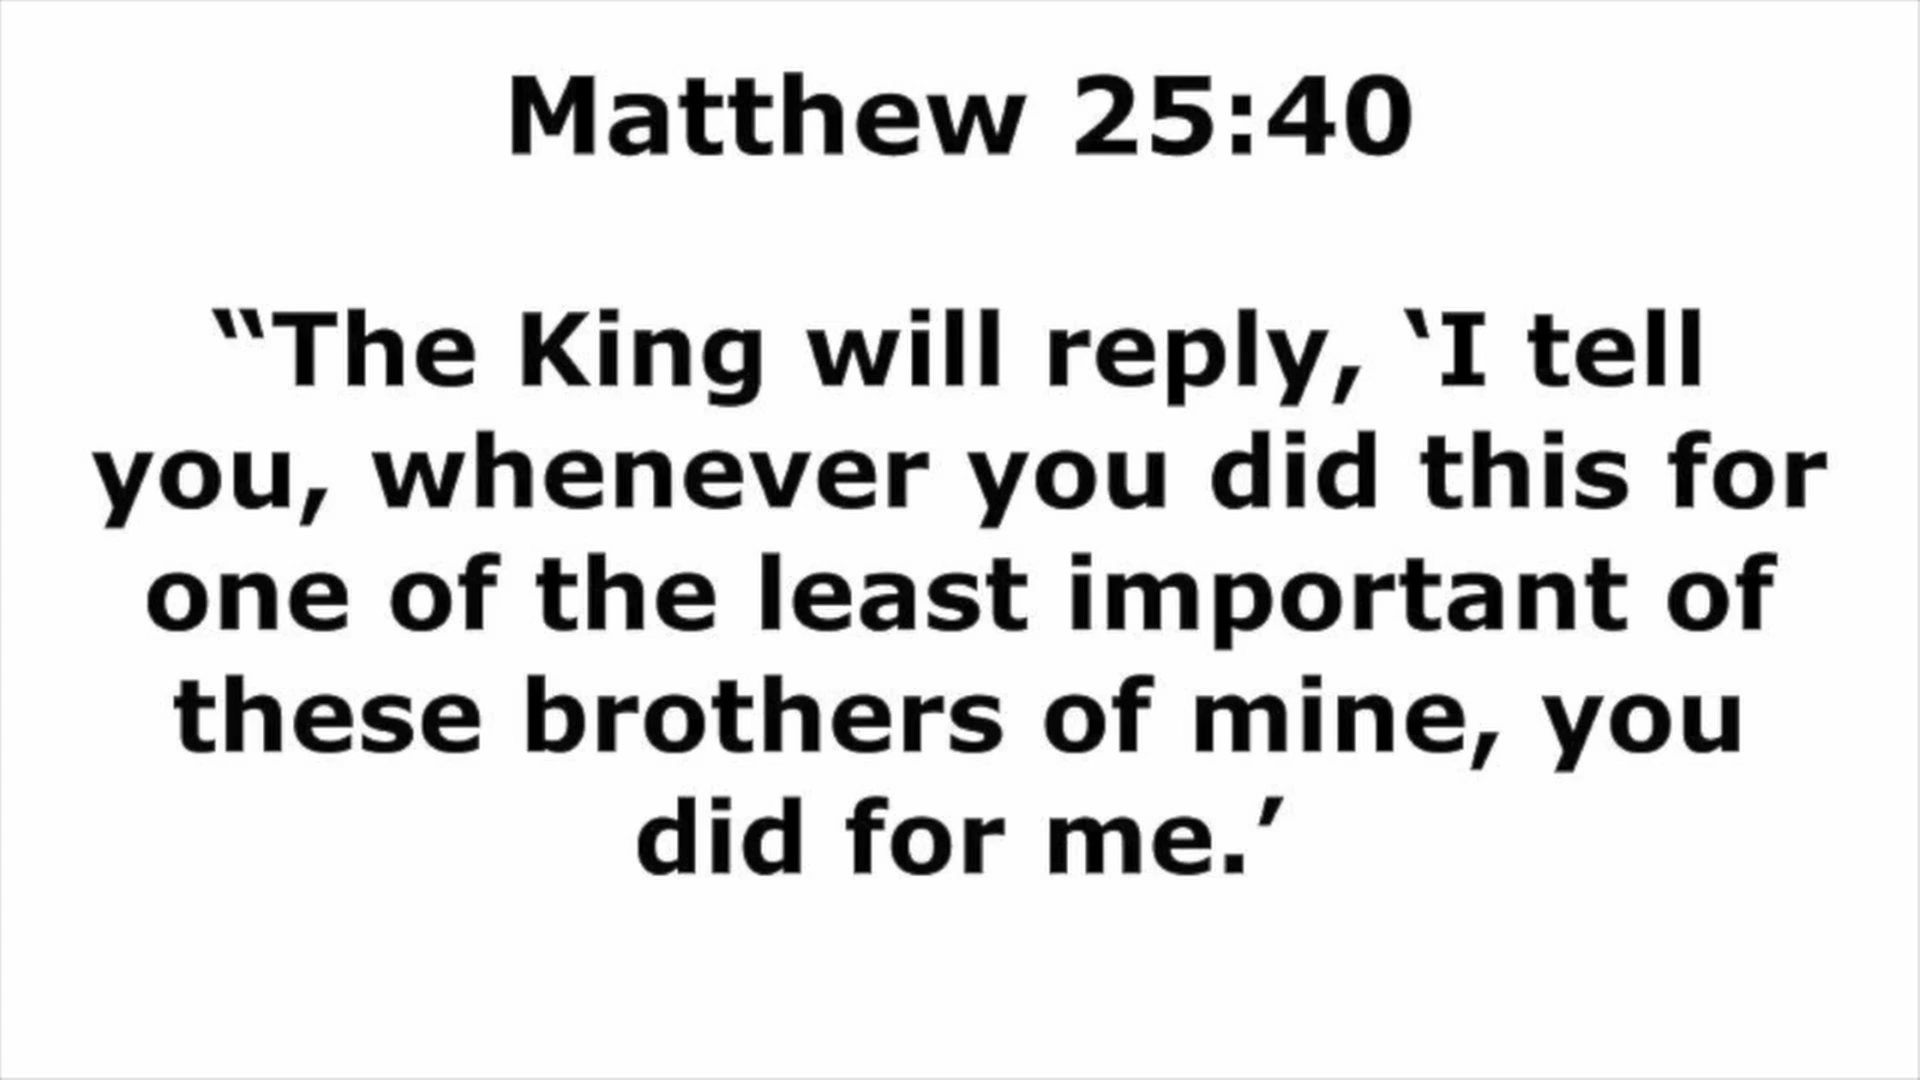 Matthew 25:40
“The King will reply, ‘I tell
you, whenever you did this for
one of the least important of
these brothers of mine, you
did for me.’